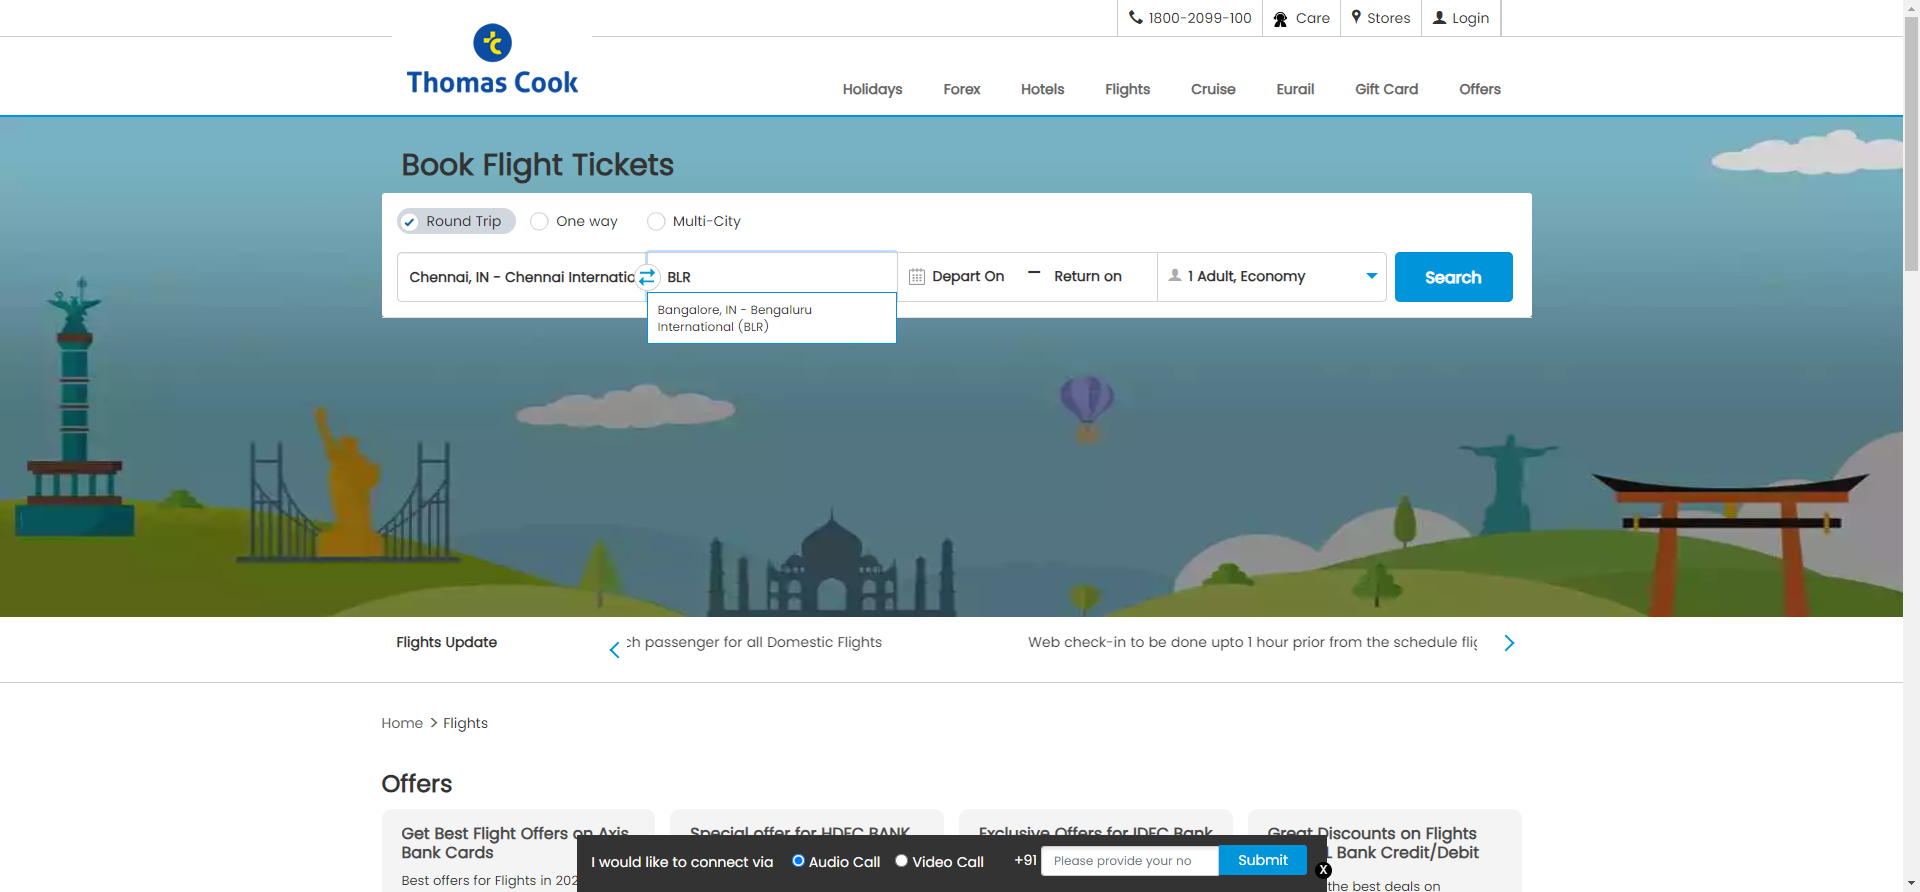 1800-2099-100
Care
Stores
Login
Thomas Cook
Holidays
Forex
Hotels
Flights
Cruise
Eurail
Gift Card
Offers
Book Flight Tickets
Round Trip
One way
Multi-City
Chennai, IN - Chennai Internatio
BLR
Depart On
Return on
1 Adult, Economy
Search
Bangalore, IN - Bengaluru
International (BLR)
Flights Update
ch passenger for all Domestic Flights
Web check-in to be done upto 1 hour prior from the schedule flig
Home > Flights
Offers
Get Best Flight Offers on Axis
Bank Cards
Best offers for Flights in 202
Special offer for HDFC BANK
Exclusive Offers for IDFC Bank
Great Discounts on Flights
Bank Credit/Debit
the best deals on
I would like to connect via
Audio Call
Video Call
+91
Please provide your no
Submit
X